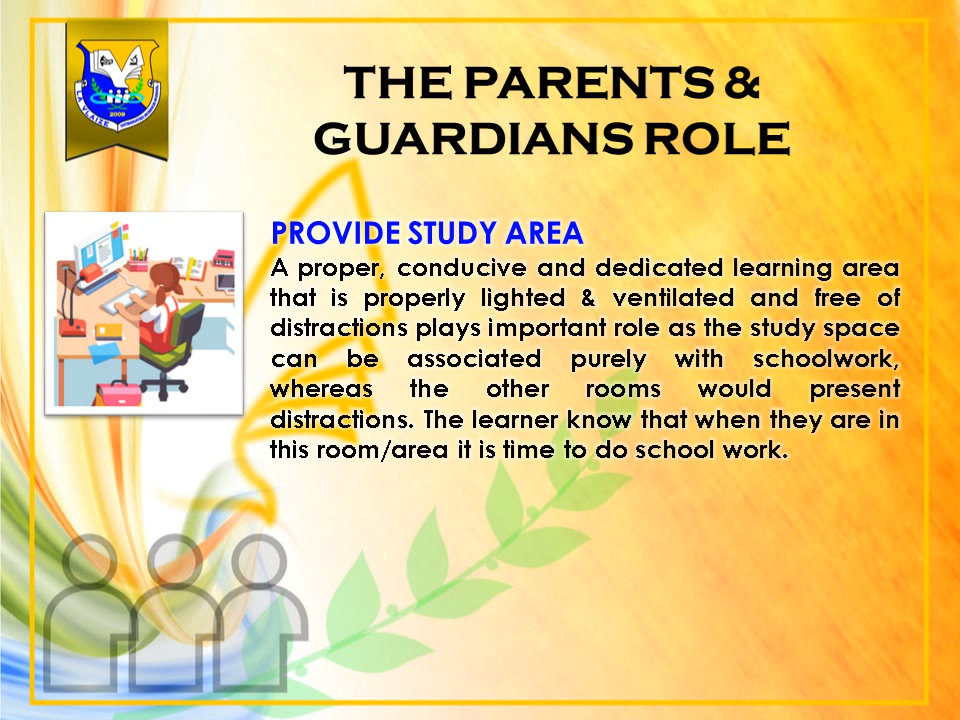 LA VLAIZE
2009
THE PARENTS &
GUARDIANS ROLE
PROVIDE STUDY AREA
A proper, conducive and dedicated learning area
that is properly lighted & ventilated and free of
distractions plays important role as the study space
can be associated purely with schoolwork,
whereas the other rooms would present
distractions. The learner know that when they are in
this room/area it is time to do school work.